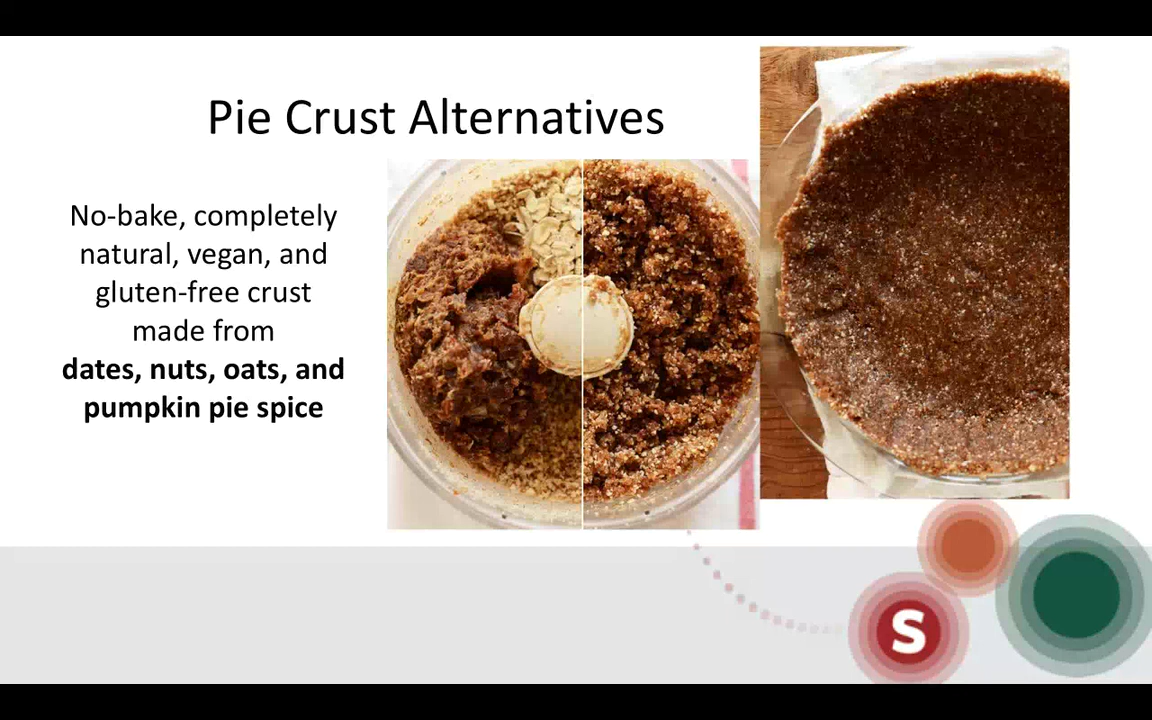 Pie Crust Alternatives
No-bake, completely
natural, vegan, and
gluten-free crust
made from
dates, nuts, oats, and
pumpkin pie spice
S